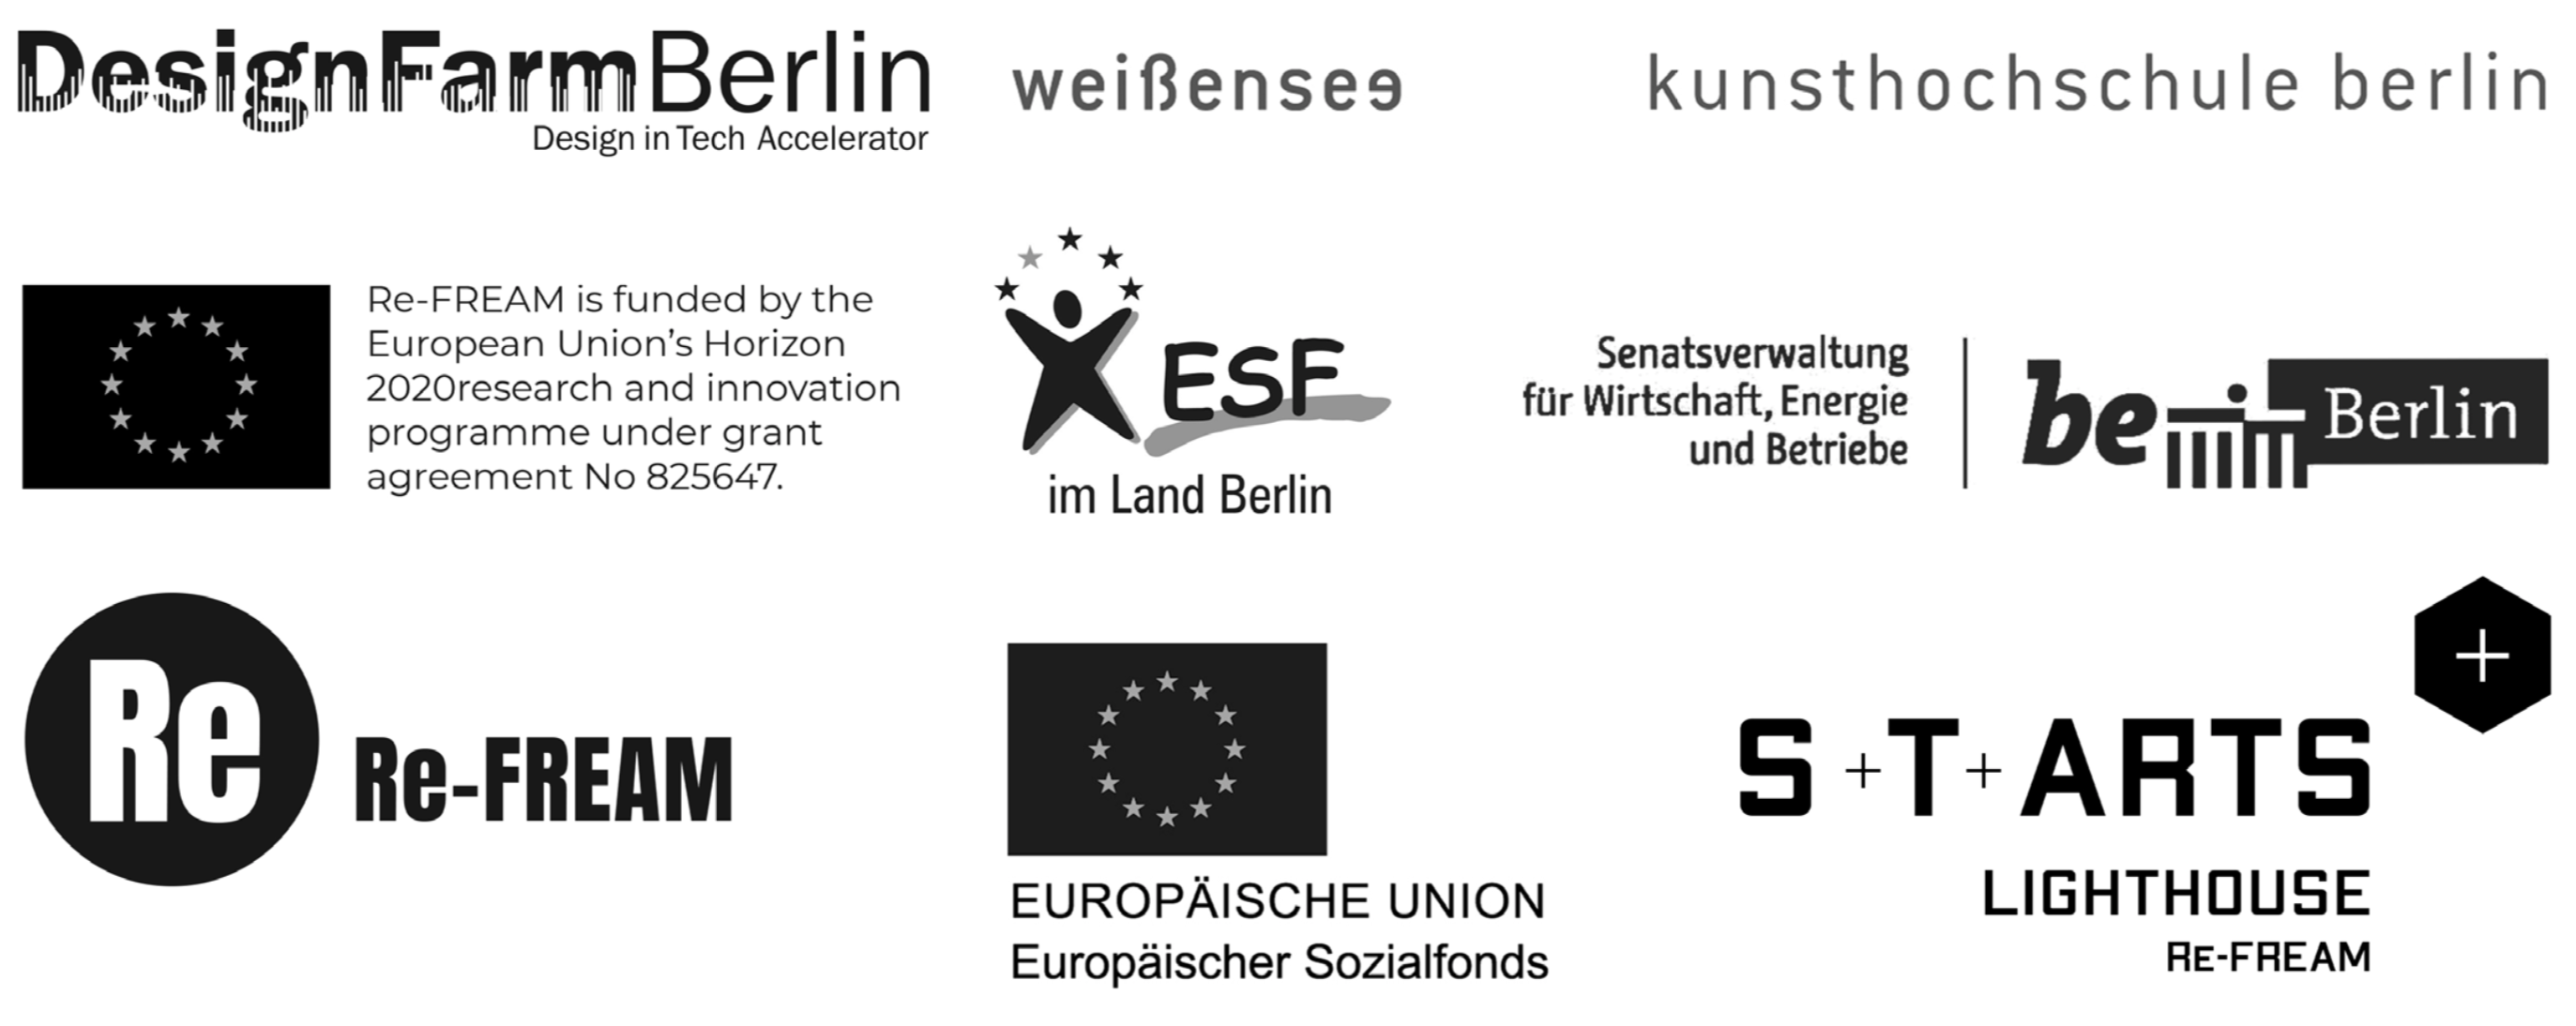 DesignFarmBerlin
Design in Tech Accelerator
weißensee
kunsthochschule berlin
Re-FREAM is funded by the
European Union’s Horizon
2020research and innovation
programme under grant
agreement No 825647.
ESF
im Land Berlin
Senatsverwaltung
für Wirtschaft, Energie
und Betriebe
be Berlin
Re
Re-FREAM
EUROPÄISCHE UNION
Europäischer Sozialfonds
+
S+T+ARTS
LIGHTHOUSE
RE-FREAM